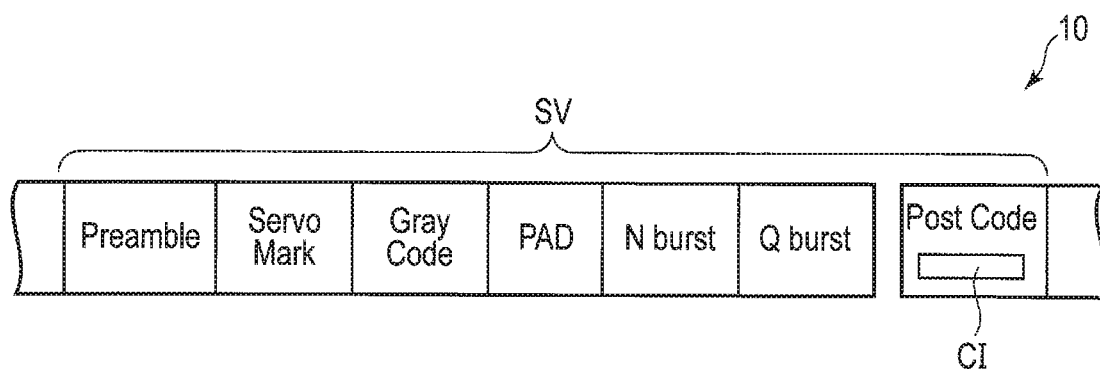 10
SV
Preamble
Servo
Mark
Gray
Code
PAD
N burst
Q burst
Post Code
CI